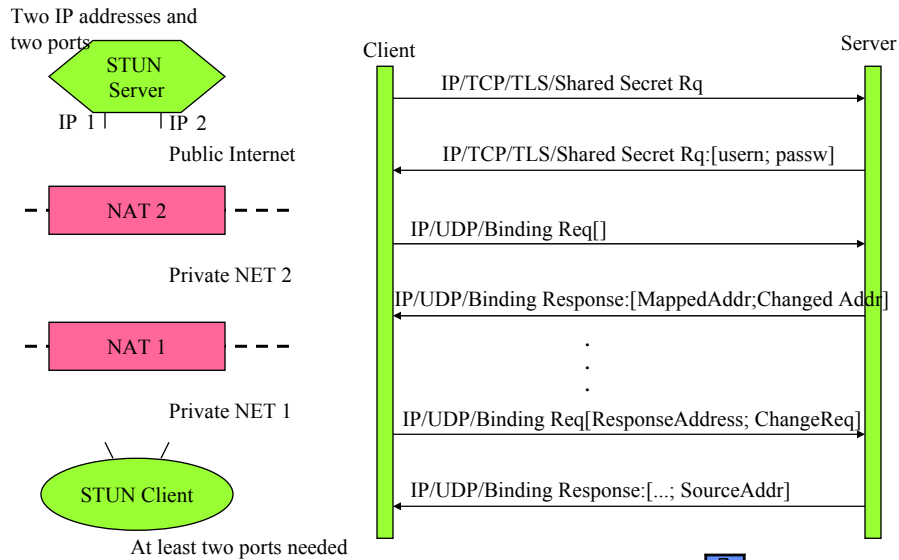 Two IP addresses and
two ports
STUN
Server
IP 1
IP 2
Public Internet
NAT 2
Private NET 2
NAT 1
Private NET 1
STUN Client
At least two ports needed
Client
Server
IP/TCP/TLS/Shared Secret Rq
IP/TCP/TLS/Shared Secret Rq:[usern; passw]
IP/UDP/Binding Req[]
IP/UDP/Binding Response:[MappedAddr;Changed Addr]
.
.
.
IP/UDP/Binding Req[ResponseAddress; ChangeReq]
IP/UDP/Binding Response:[...; SourceAddr]